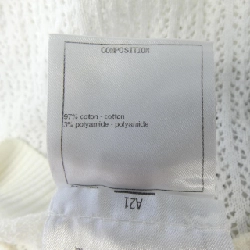 COMPOSITION
97% coton - cotton
3% polyamide - polyamide
A21